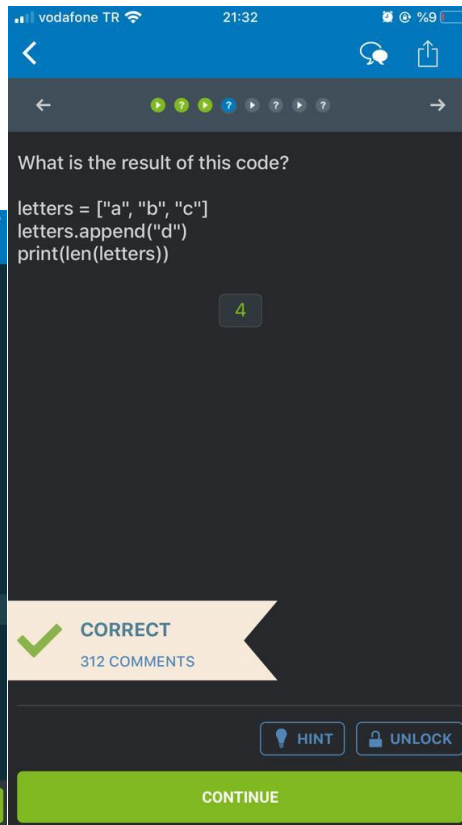 vodafone TR 21:32 %9
What is the result of this code?
letters = ["a", "b", "c"]
letters.append("d")
print(len(letters))
4
CORRECT
312 COMMENTS
HINT UNLOCK
CONTINUE